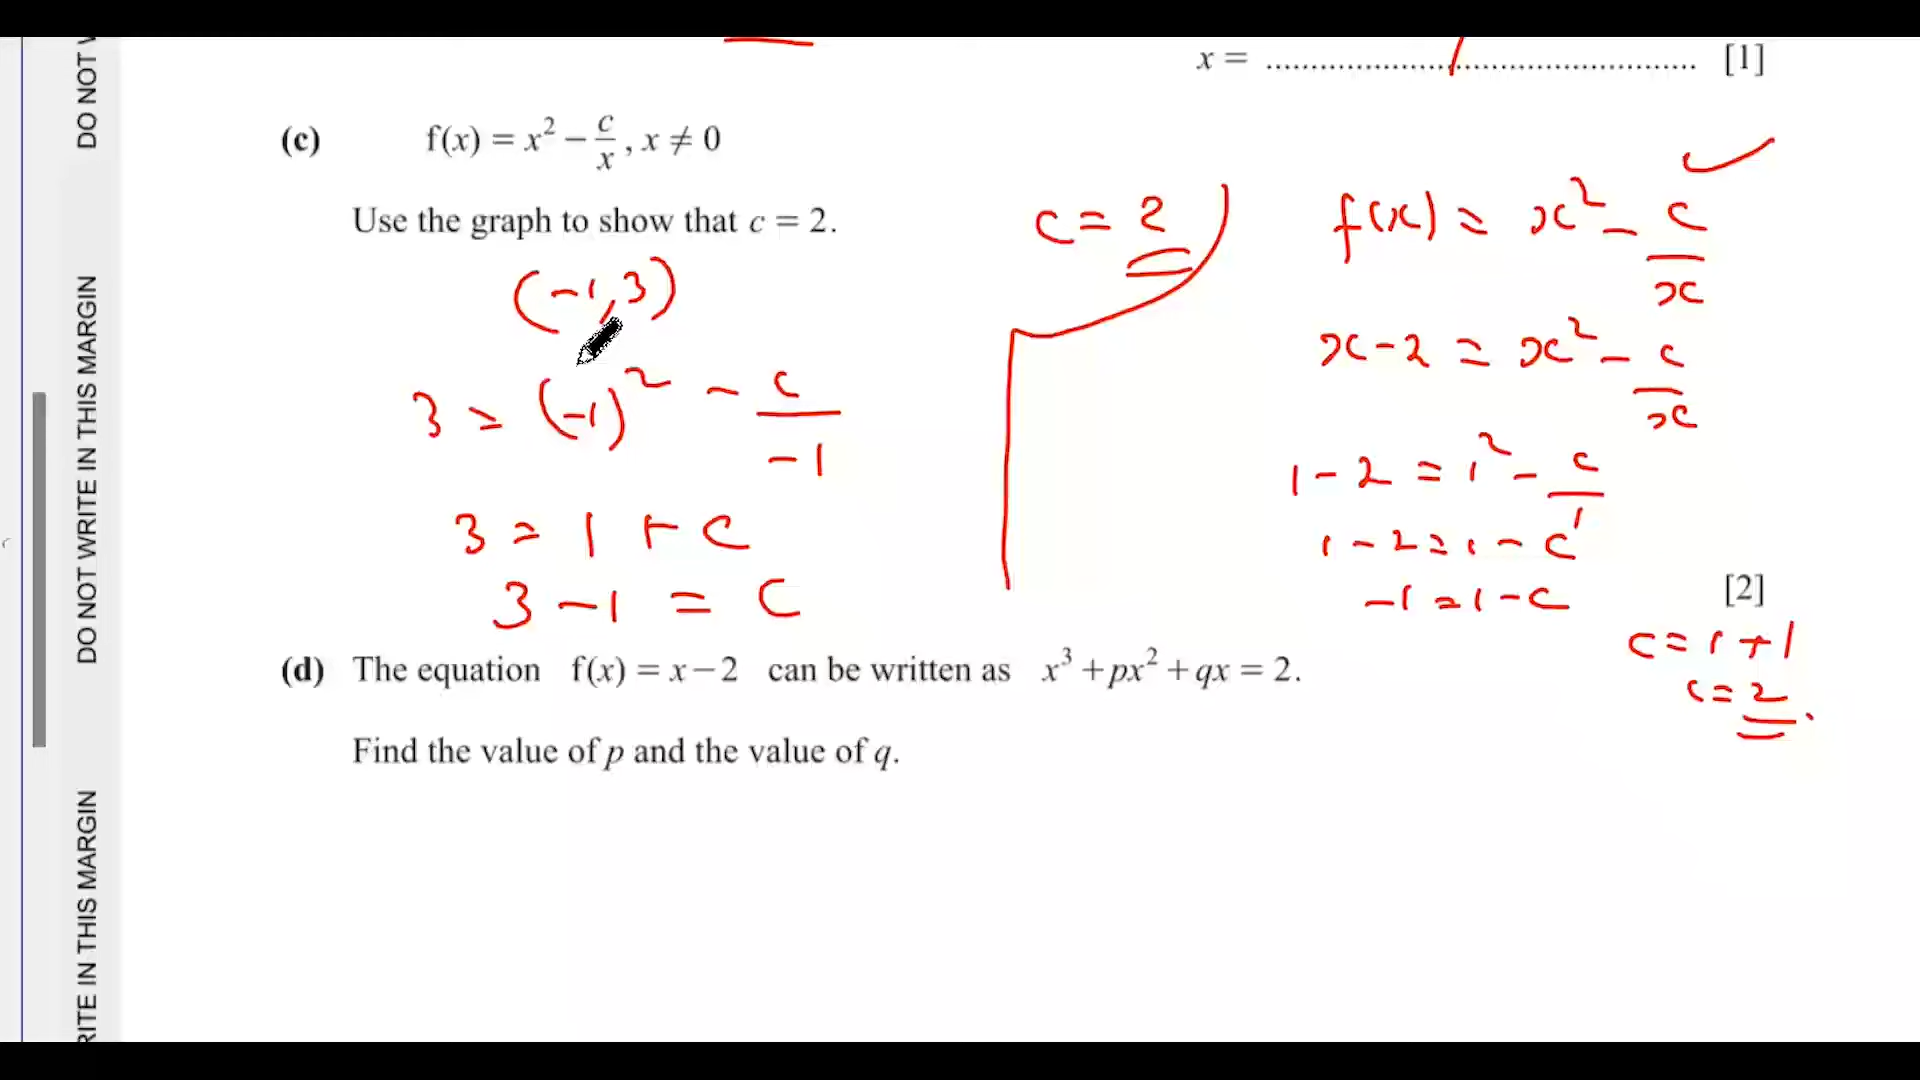 x = ........................................ [1]
(c) f(x) = x² − c/x , x ≠ 0
Use the graph to show that c = 2.
(-1,3)
3 = (-1)² - c/-1
3 = 1 + c
3 - 1 = c
c = 2
f(x) = x² - c/x
x - 2 = x² - c/x
1 - 2 = 1² - c/1
1 - 2 = 1 - c
-1 = 1 - c
c = 1 + 1
c = 2
[2]
(d) The equation f(x) = x − 2 can be written as x³ + px² + qx = 2.
Find the value of p and the value of q.
DO NOT WRITE IN THIS MARGIN
RITE IN THIS MARGIN
DO NOT